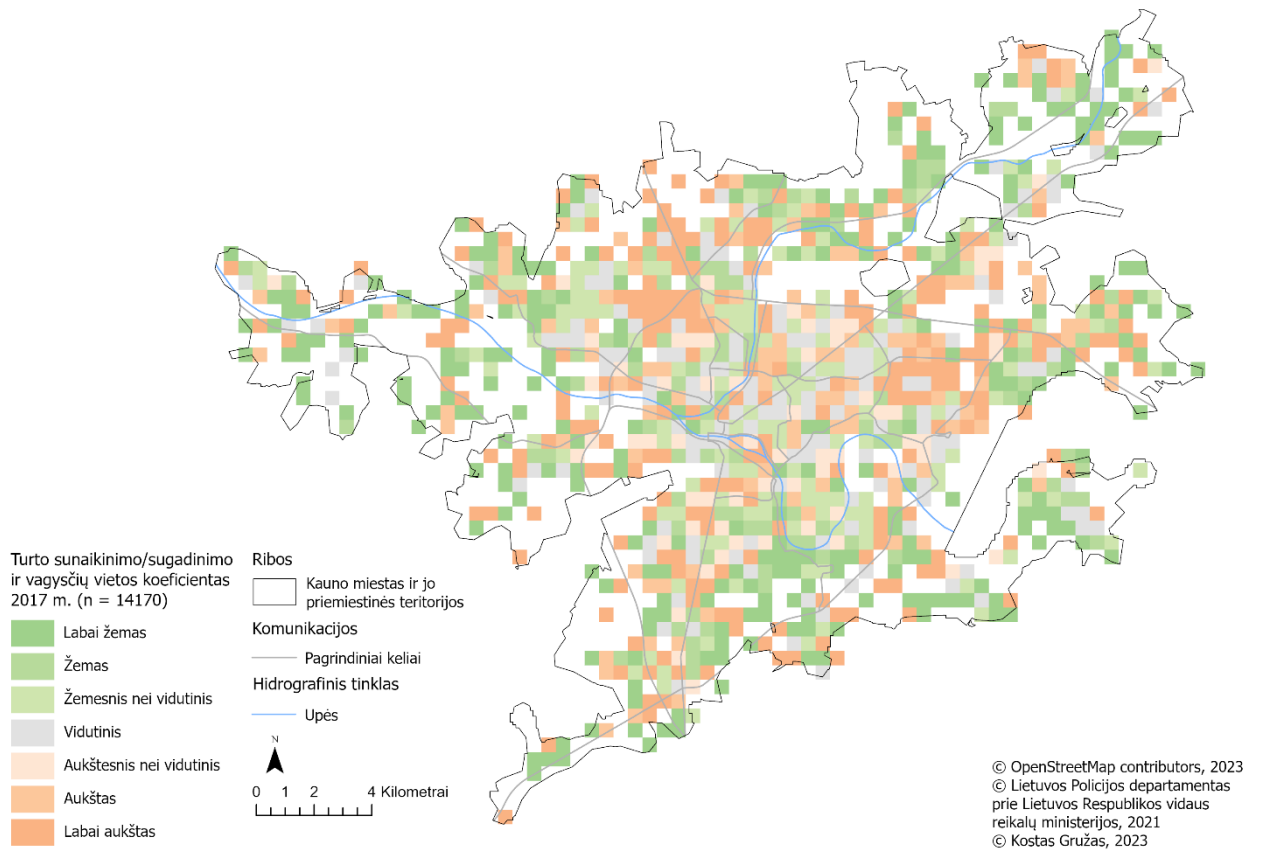 Turto sunaikinimo/sugadinimo
ir vagysčių vietos koeficientas
2017 m. (n = 14170)
Labai žemas
Žemas
Žemesnis nei vidutinis
Vidutinis
Aukštesnis nei vidutinis
Aukštas
Labai aukštas
Ribos
Kauno miestas ir jo
priemiestinės teritorijos
Komunikacijos
Pagrindiniai keliai
Hidrografinis tinklas
Upės
N
0 1 2 4 Kilometrai
© OpenStreetMap contributors, 2023
© Lietuvos Policijos departamentas
prie Lietuvos Respublikos vidaus
reikalų ministerijos, 2021
© Kostas Gružas, 2023